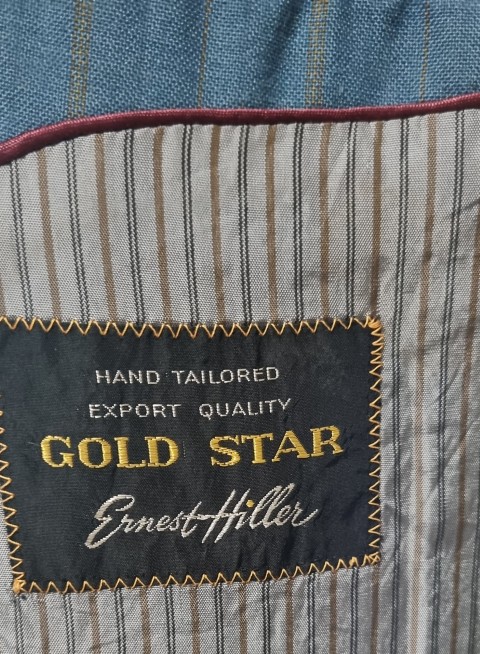 HAND TAILORED
EXPORT QUALITY
GOLD STAR
Ernest Hiller